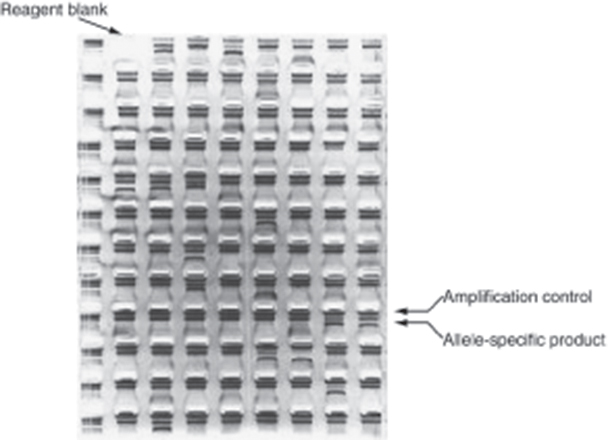 Reagent blank
Amplification control
Allele-specific product